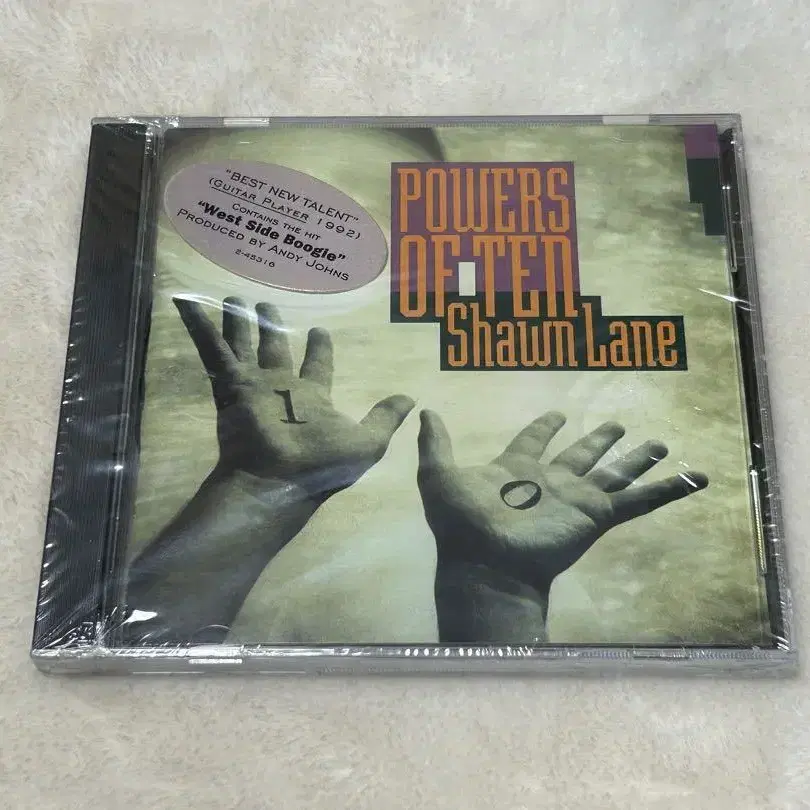 "BEST NEW TALENT"
(GUITAR PLAYER 1992)
CONTAINS THE HIT
"West Side Boogie"
PRODUCED BY ANDY JOHNS
2-45316
POWERS
OF TEN
Shawn Lane
1
0